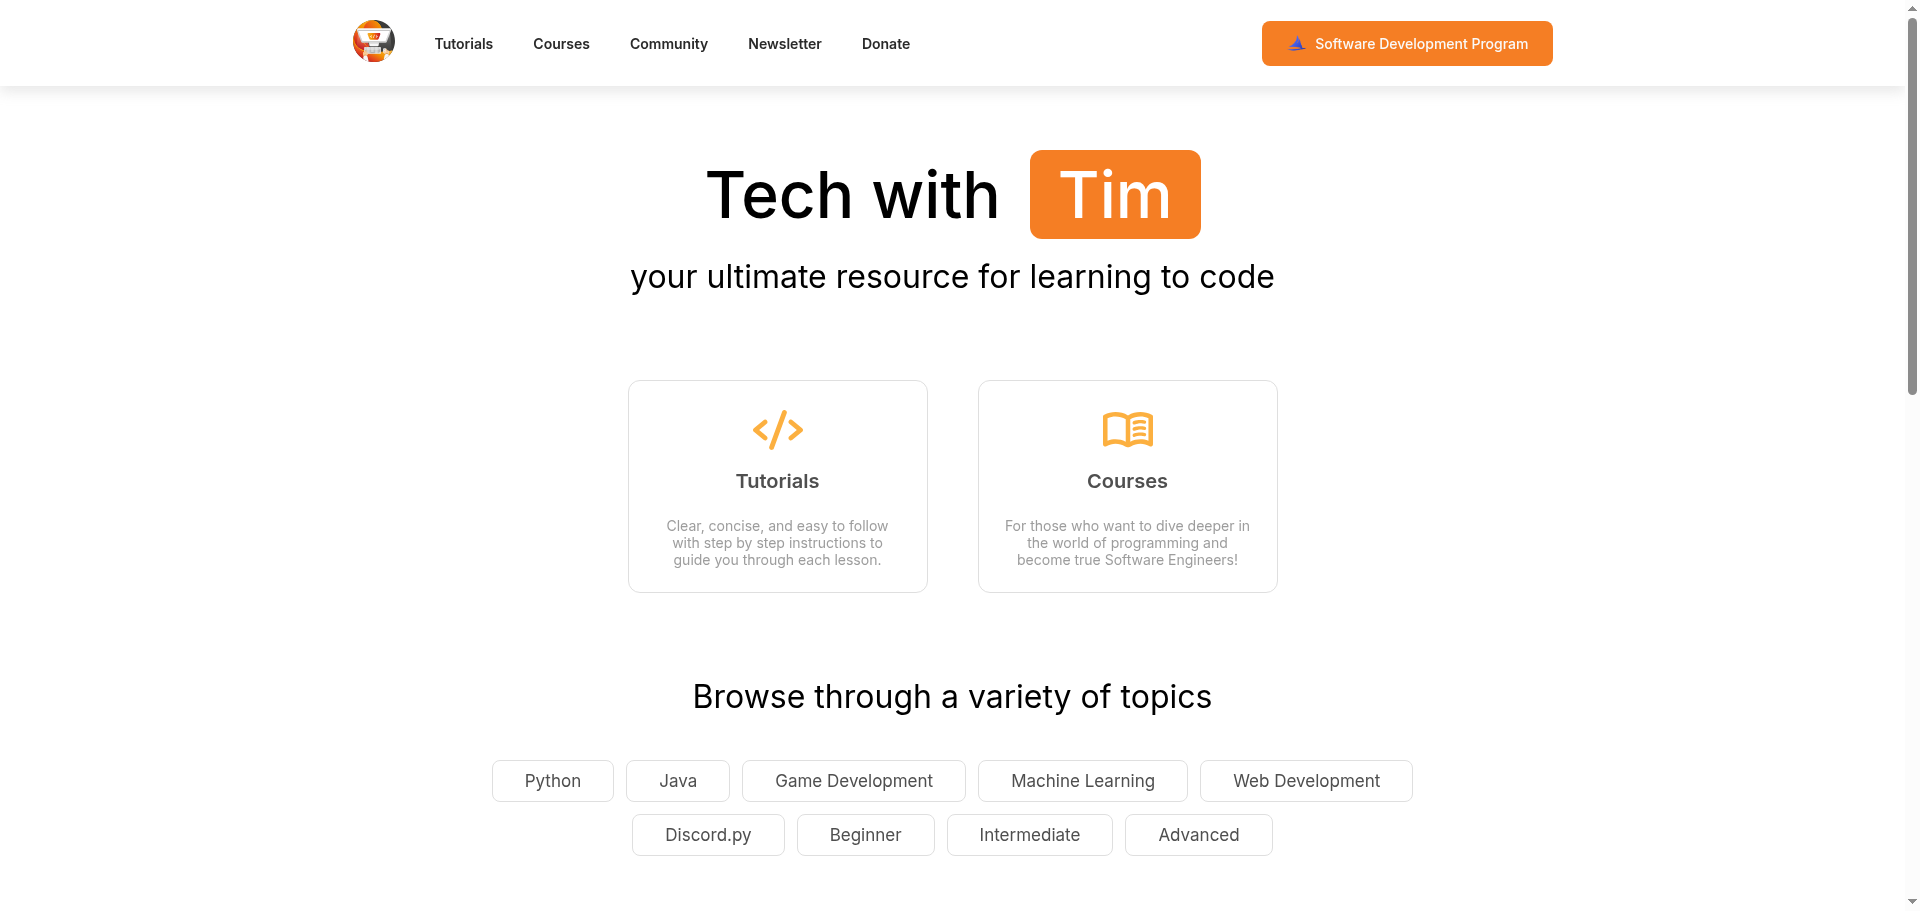 Tutorials Courses Community Newsletter Donate Software Development Program
Tech with Tim
your ultimate resource for learning to code
Tutorials
Clear, concise, and easy to follow
with step by step instructions to
guide you through each lesson.
Courses
For those who want to dive deeper in
the world of programming and
become true Software Engineers!
Browse through a variety of topics
Python Java Game Development Machine Learning Web Development
Discord.py Beginner Intermediate Advanced